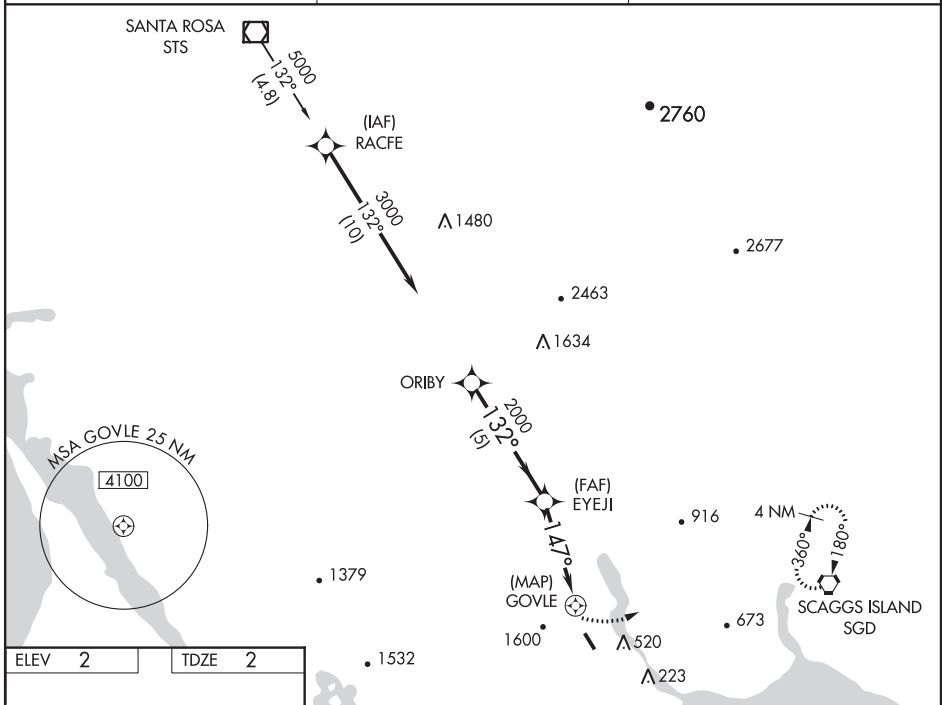 SANTA ROSA
STS
5000
132°
(4.8)
(IAF)
RACFE
2760
3000
132°
(10)
1480
2677
2463
1634
ORIBY
2000
132°
(5)
MSA GOVLE 25 NM
4100
(FAF)
EYEJI
916
4 NM
360°
180°
147°
1379
(MAP)
GOVLE
SCAGGS ISLAND
SGD
1600
673
520
ELEV 2
TDZE 2
1532
223